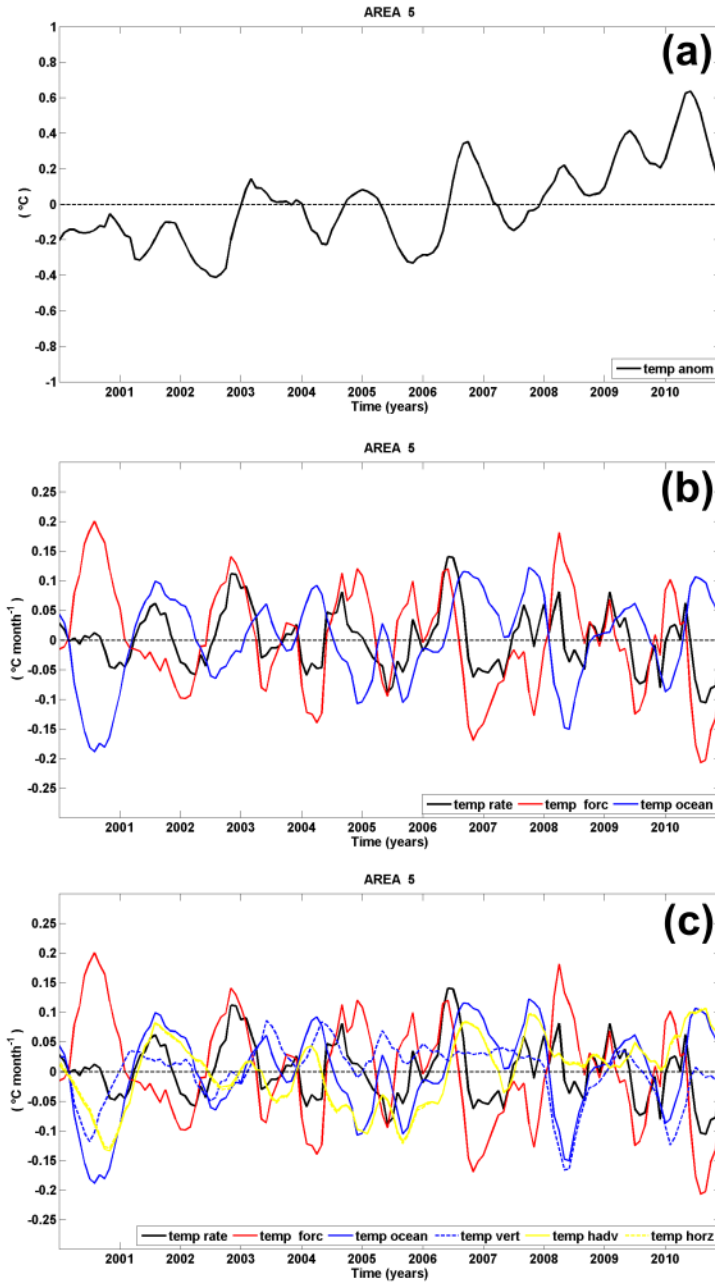 AREA 5
(a)
1
0.8
0.6
0.4
0.2
0
-0.2
-0.4
-0.6
-0.8
-1
( °C)
2001 2002 2003 2004 2005 2006 2007 2008 2009 2010
Time (years)
temp anom
AREA 5
(b)
0.25
0.2
0.15
0.1
0.05
0
-0.05
-0.1
-0.15
-0.2
-0.25
( °C month⁻¹)
2001 2002 2003 2004 2005 2006 2007 2008 2009 2010
Time (years)
temp rate temp forc temp ocean
AREA 5
(c)
0.25
0.2
0.15
0.1
0.05
0
-0.05
-0.1
-0.15
-0.2
-0.25
( °C month⁻¹)
2001 2002 2003 2004 2005 2006 2007 2008 2009 2010
Time (years)
temp rate temp forc temp ocean temp vert temp hadv temp horz